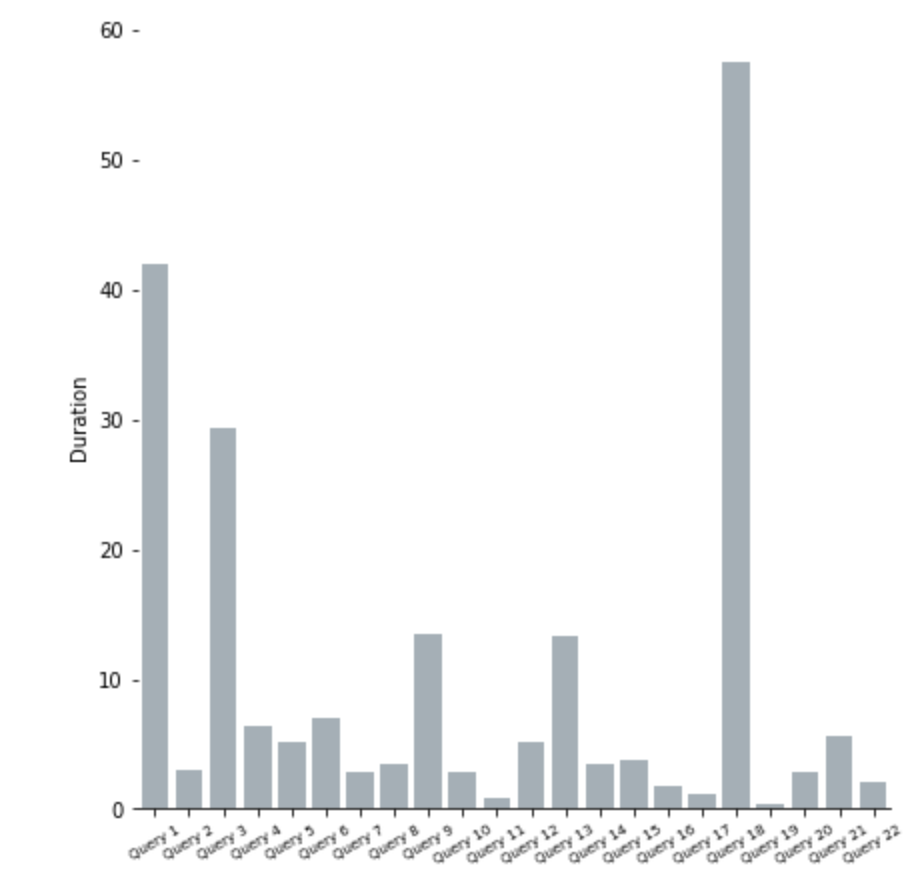 60
50
40
30
20
10
0
Duration
Query 1
Query 2
Query 3
Query 4
Query 5
Query 6
Query 7
Query 8
Query 9
Query 10
Query 11
Query 12
Query 13
Query 14
Query 15
Query 16
Query 17
Query 18
Query 19
Query 20
Query 21
Query 22